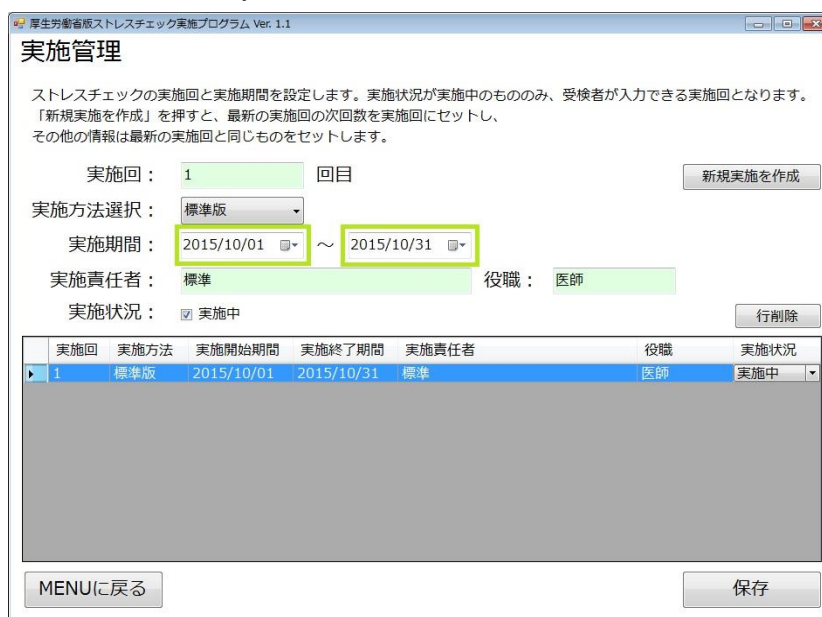 厚生労働省版ストレスチェック実施プログラム Ver. 1.1
実施管理
ストレスチェックの実施回と実施期間を設定します。実施状況が実施中のもののみ、受検者が入力できる実施回となります。
「新規実施を作成」を押すと、最新の実施回の次回数を実施回にセットし、
その他の情報は最新の実施回と同じものをセットします。
実施回： 1 回目 新規実施を作成
実施方法選択： 標準版
実施期間： 2015/10/01 ～ 2015/10/31
実施責任者： 標準 役職： 医師
実施状況： 実施中 行削除
実施回 実施方法 実施開始期間 実施終了期間 実施責任者 役職 実施状況
1 標準版 2015/10/01 2015/10/31 標準 医師 実施中
MENUに戻る 保存